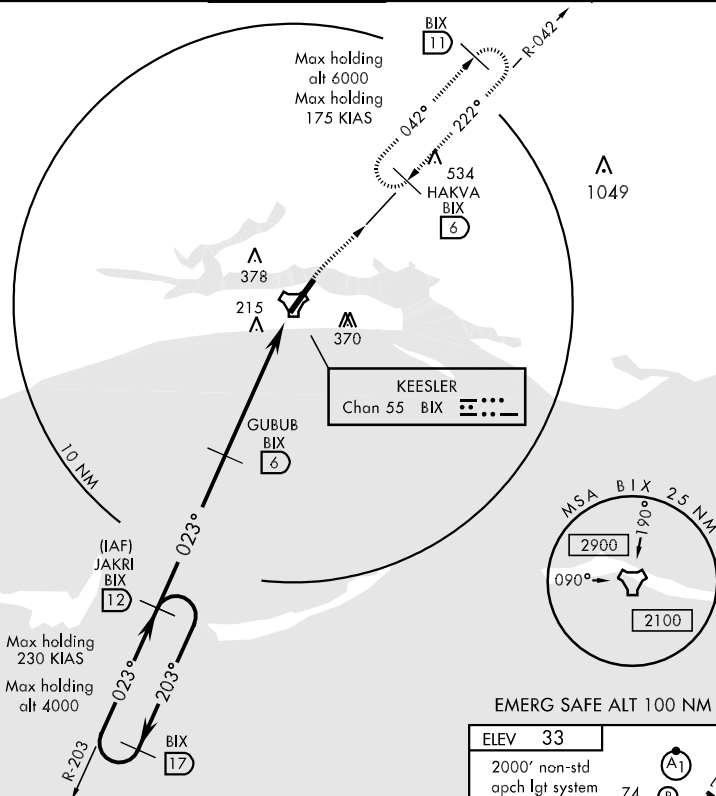 BIX
11
R-042
Max holding
alt 6000
Max holding
175 KIAS
042°
222°
534
HAKVA
BIX
6
1049
378
215
370
KEESLER
Chan 55 BIX
GUBUB
BIX
6
10 NM
023°
(IAF)
JAKRI
BIX
12
Max holding
230 KIAS
Max holding
alt 4000
023°
203°
BIX
17
R-203
MSA BIX 25 NM
190°
2900
090°
2100
EMERG SAFE ALT 100 NM
ELEV 33
2000' non-std
apch lgt system
A1
74